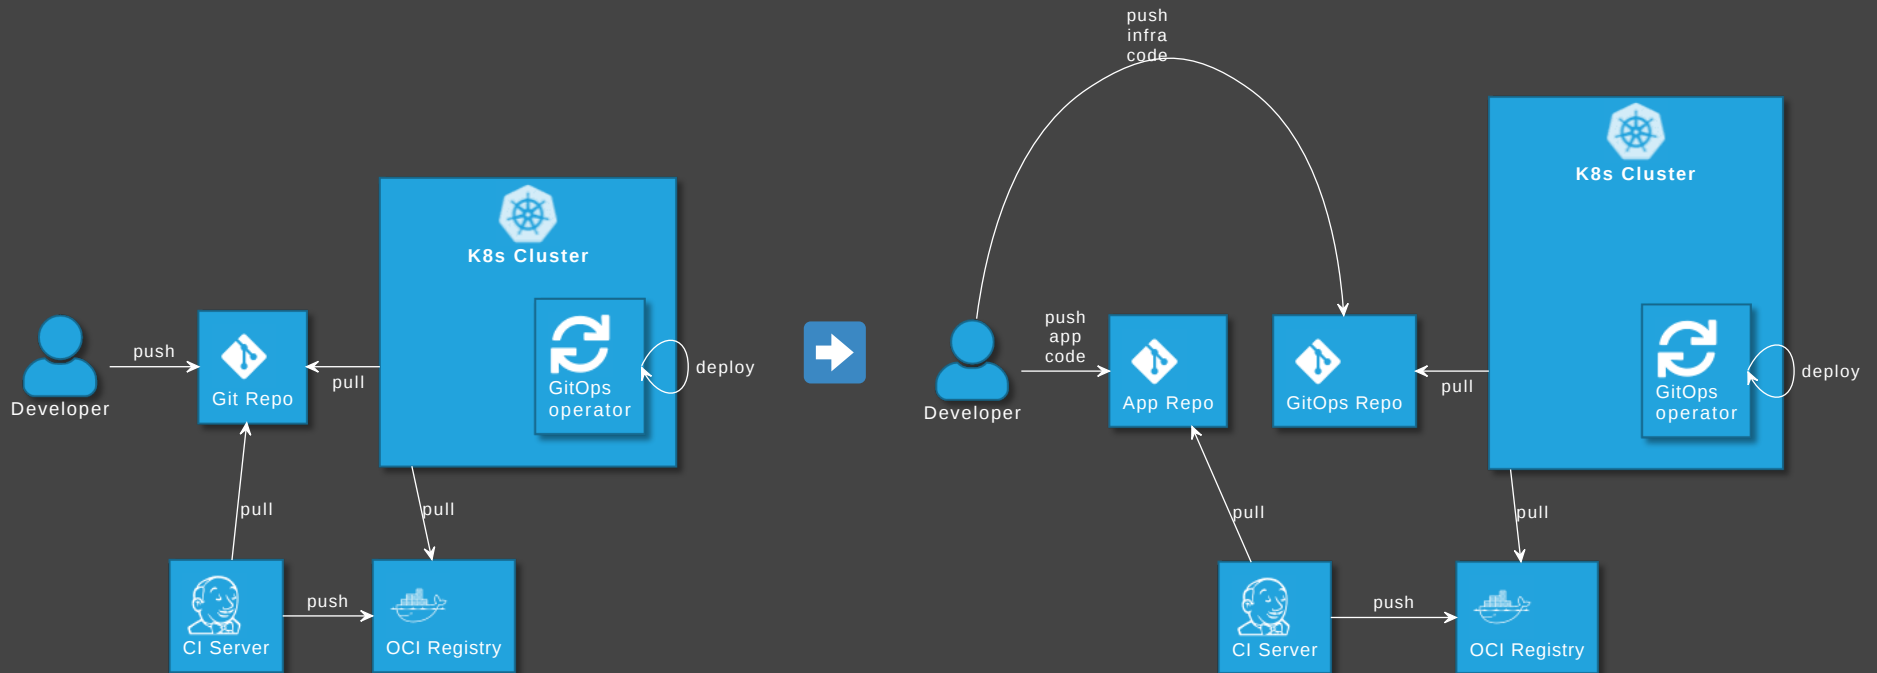 K8s Cluster
Developer
push
Git Repo
pull
GitOps
operator
deploy
pull
pull
CI Server
push
OCI Registry
push
infra
code
K8s Cluster
Developer
push
app
code
App Repo
GitOps Repo
pull
GitOps
operator
deploy
pull
pull
CI Server
push
OCI Registry